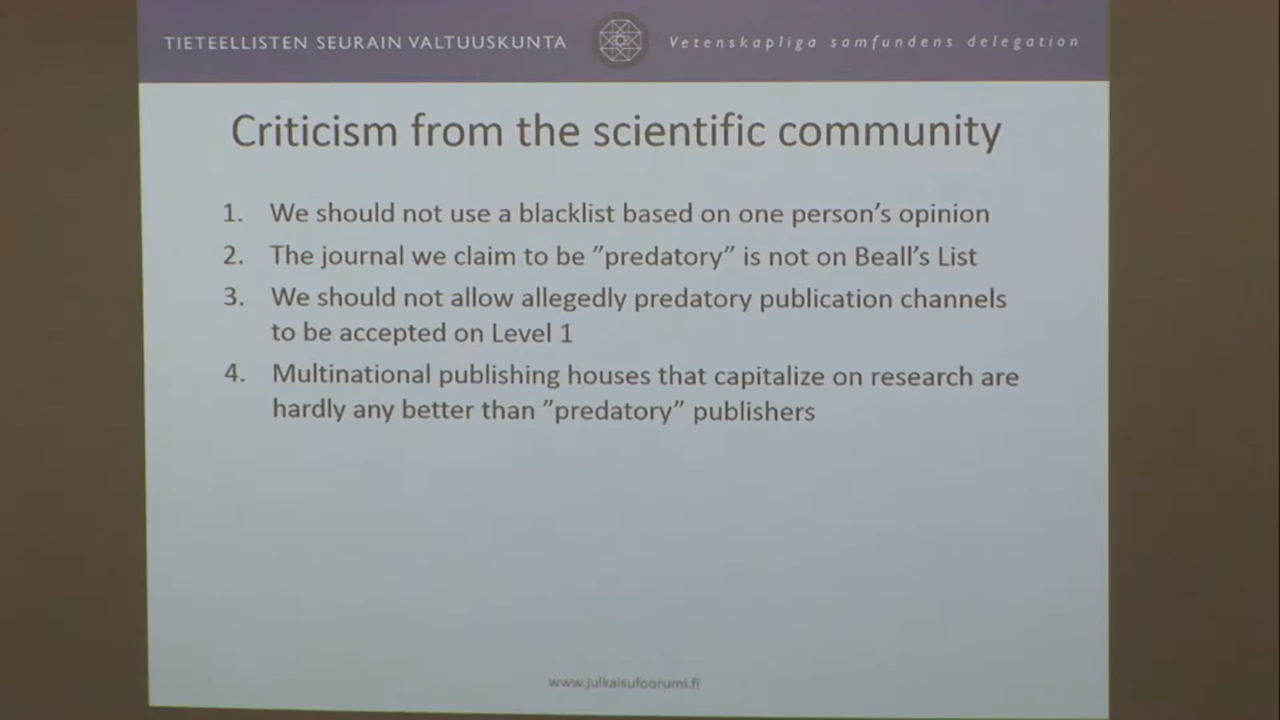 TIETEELLISTEN SEURAIN VALTUUSKUNTA Vetenskapliga samfundens delegation
Criticism from the scientific community
1. We should not use a blacklist based on one person's opinion
2. The journal we claim to be ”predatory” is not on Beall's List
3. We should not allow allegedly predatory publication channels
to be accepted on Level 1
4. Multinational publishing houses that capitalize on research are
hardly any better than ”predatory” publishers
www.julkaisufoorumi.fi